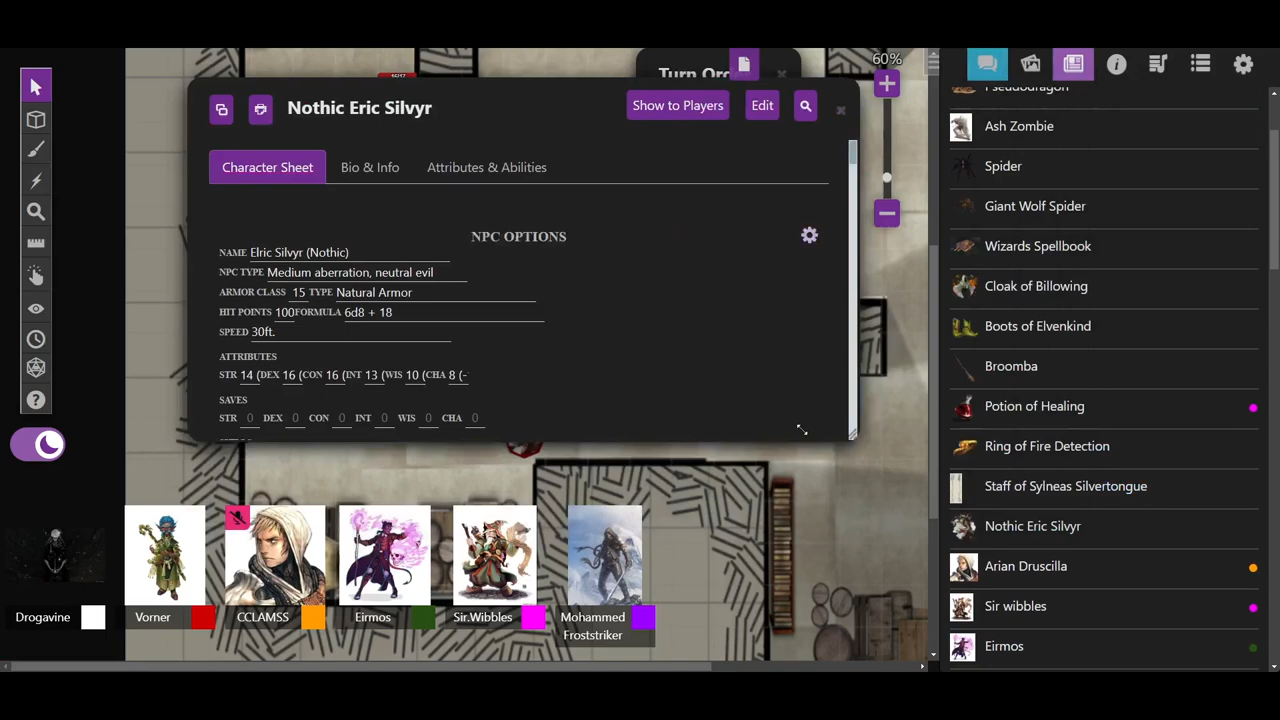 60%
Turn Or
Nothic Eric Silvyr
Show to Players
Edit
Character Sheet
Bio & Info
Attributes & Abilities
NPC OPTIONS
NAME Elric Silvyr (Nothic)
NPC TYPE Medium aberration, neutral evil
ARMOR CLASS 15 TYPE Natural Armor
HIT POINTS 100 FORMULA 6d8 + 18
SPEED 30ft.
ATTRIBUTES
STR 14 ( DEX 16 ( CON 16 ( INT 13 ( WIS 10 ( CHA 8 (-
SAVES
STR 0 DEX 0 CON 0 INT 0 WIS 0 CHA 0
Drogavine
Vorner
CCLAMSS
Eirmos
Sir.Wibbles
Mohammed
Froststriker
Pseudodragon
Ash Zombie
Spider
Giant Wolf Spider
Wizards Spellbook
Cloak of Billowing
Boots of Elvenkind
Broomba
Potion of Healing
Ring of Fire Detection
Staff of Sylneas Silvertongue
Nothic Eric Silvyr
Arian Druscilla
Sir wibbles
Eirmos